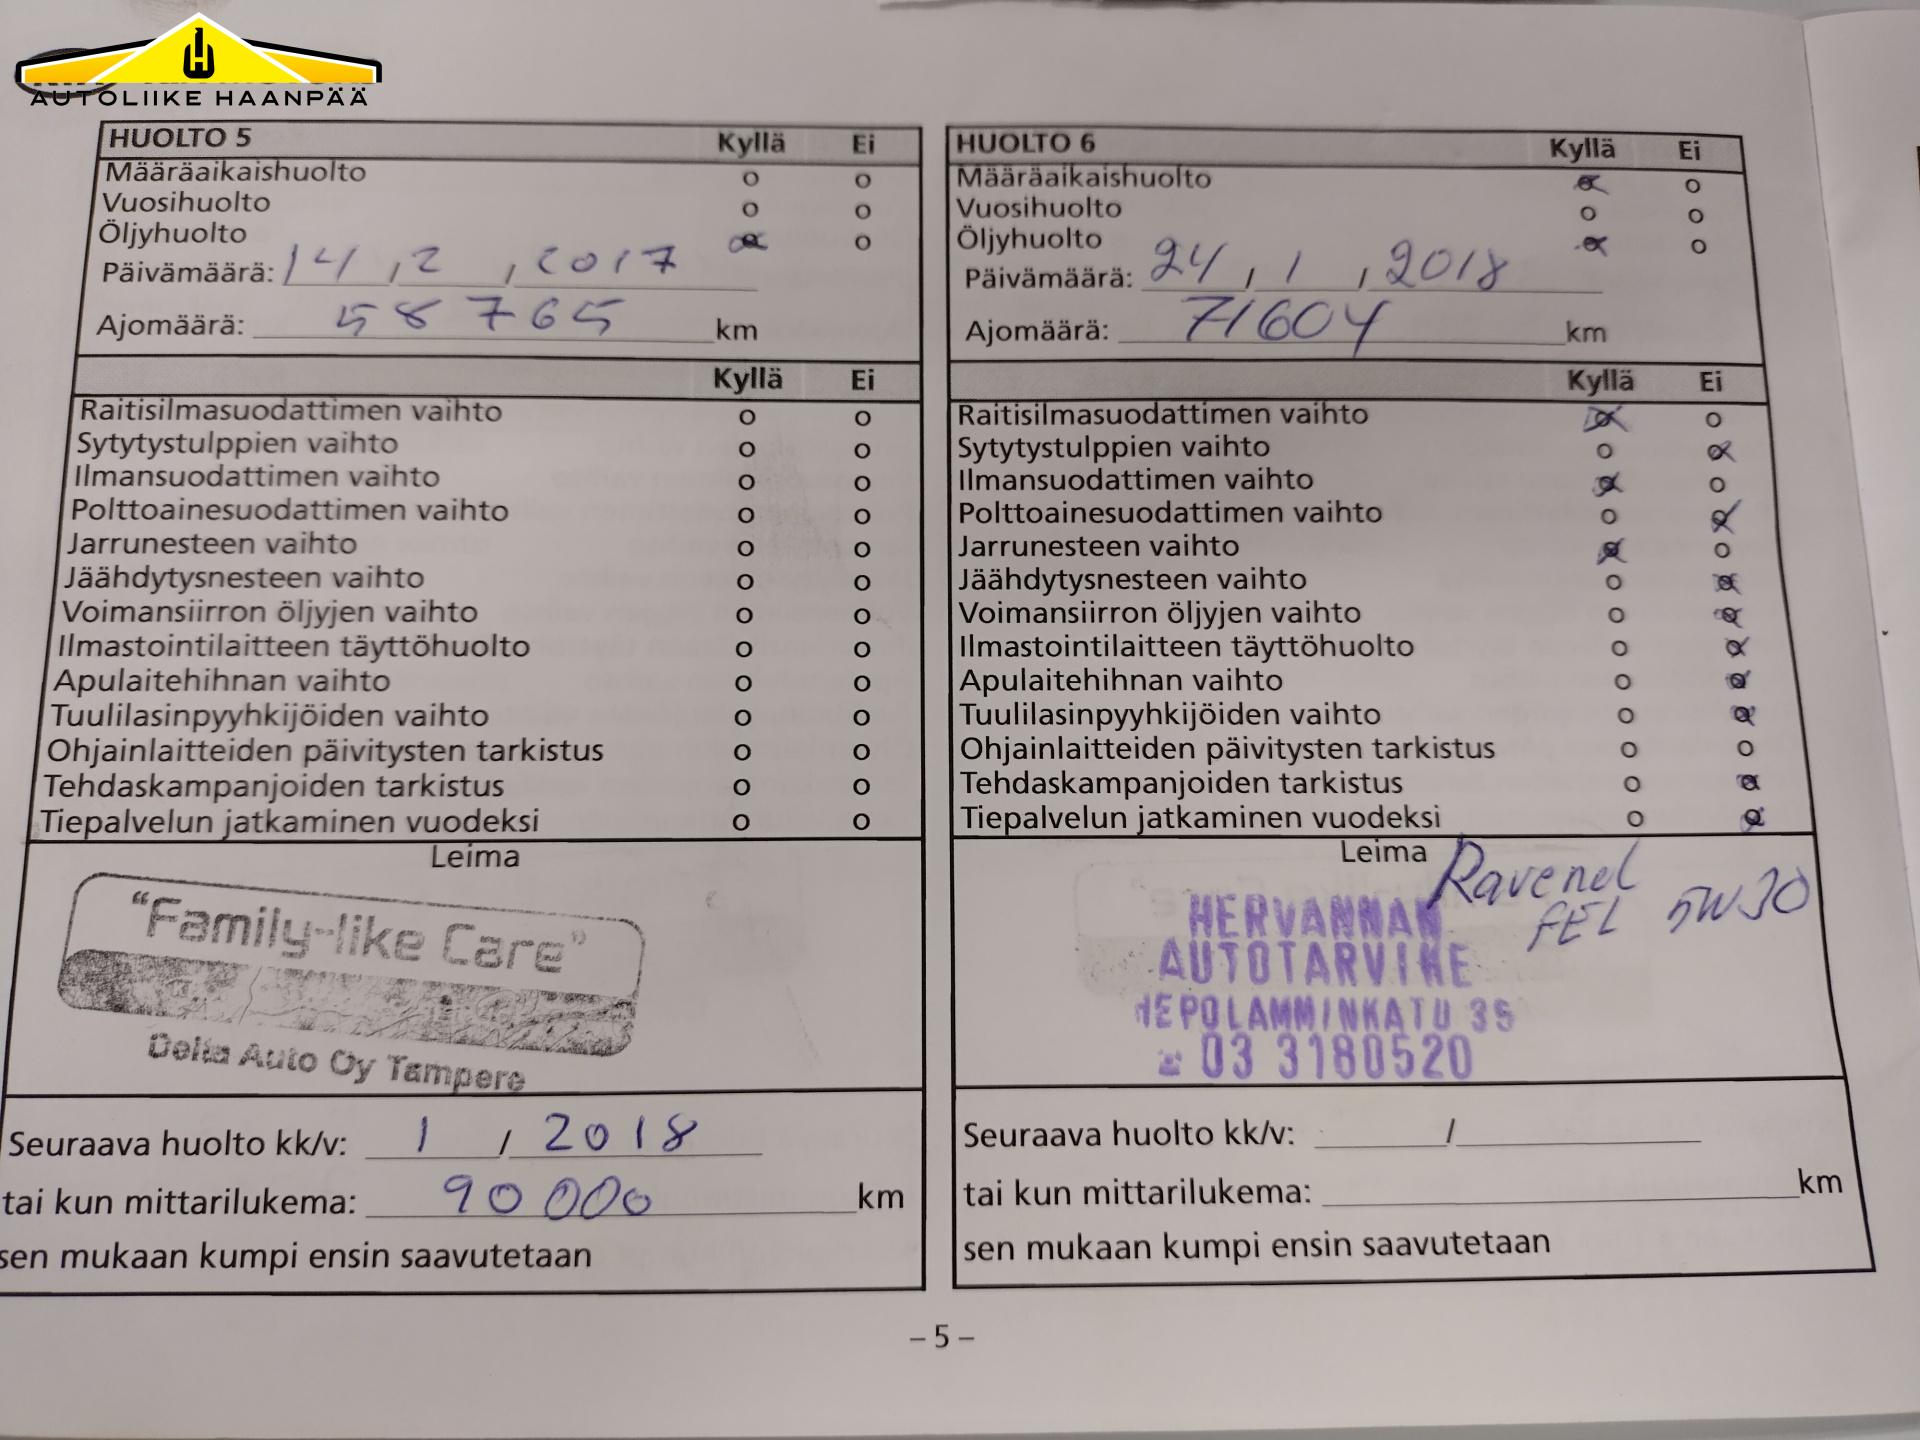 AUTOLIIKE HAANPÄÄ
HUOLTO 5 Kyllä Ei
Määräaikaishuolto o o
Vuosihuolto o o
Öljyhuolto o o
Päivämäärä: 14 , 2 , 2017
Ajomäärä: 58765 km
Kyllä Ei
Raitisilmasuodattimen vaihto o o
Sytytystulppien vaihto o o
Ilmansuodattimen vaihto o o
Polttoainesuodattimen vaihto o o
Jarrunesteen vaihto o o
Jäähdytysnesteen vaihto o o
Voimansiirron öljyjen vaihto o o
Ilmastointilaitteen täyttöhuolto o o
Apulaitehihnan vaihto o o
Tuulilasinpyyhkijöiden vaihto o o
Ohjainlaitteiden päivitysten tarkistus o o
Tehdaskampanjoiden tarkistus o o
Tiepalvelun jatkaminen vuodeksi o o
Leima
"Family-like Care"
Delta Auto Oy Tampere
Seuraava huolto kk/v: 1 / 2018
tai kun mittarilukema: 90 000 km
sen mukaan kumpi ensin saavutetaan
HUOLTO 6 Kyllä Ei
Määräaikaishuolto o o
Vuosihuolto o o
Öljyhuolto o o
Päivämäärä: 24 , 1 , 2018
Ajomäärä: 71604 km
Kyllä Ei
Raitisilmasuodattimen vaihto o o
Sytytystulppien vaihto o o
Ilmansuodattimen vaihto o o
Polttoainesuodattimen vaihto o o
Jarrunesteen vaihto o o
Jäähdytysnesteen vaihto o o
Voimansiirron öljyjen vaihto o o
Ilmastointilaitteen täyttöhuolto o o
Apulaitehihnan vaihto o o
Tuulilasinpyyhkijöiden vaihto o o
Ohjainlaitteiden päivitysten tarkistus o o
Tehdaskampanjoiden tarkistus o o
Tiepalvelun jatkaminen vuodeksi o o
Leima
Ravenol
FEL 5W30
HERVANNAN
AUTOTARVIKE
HEPOLAMMINKATU 36
☎ 03 3180520
Seuraava huolto kk/v: /
tai kun mittarilukema: km
sen mukaan kumpi ensin saavutetaan
– 5 –